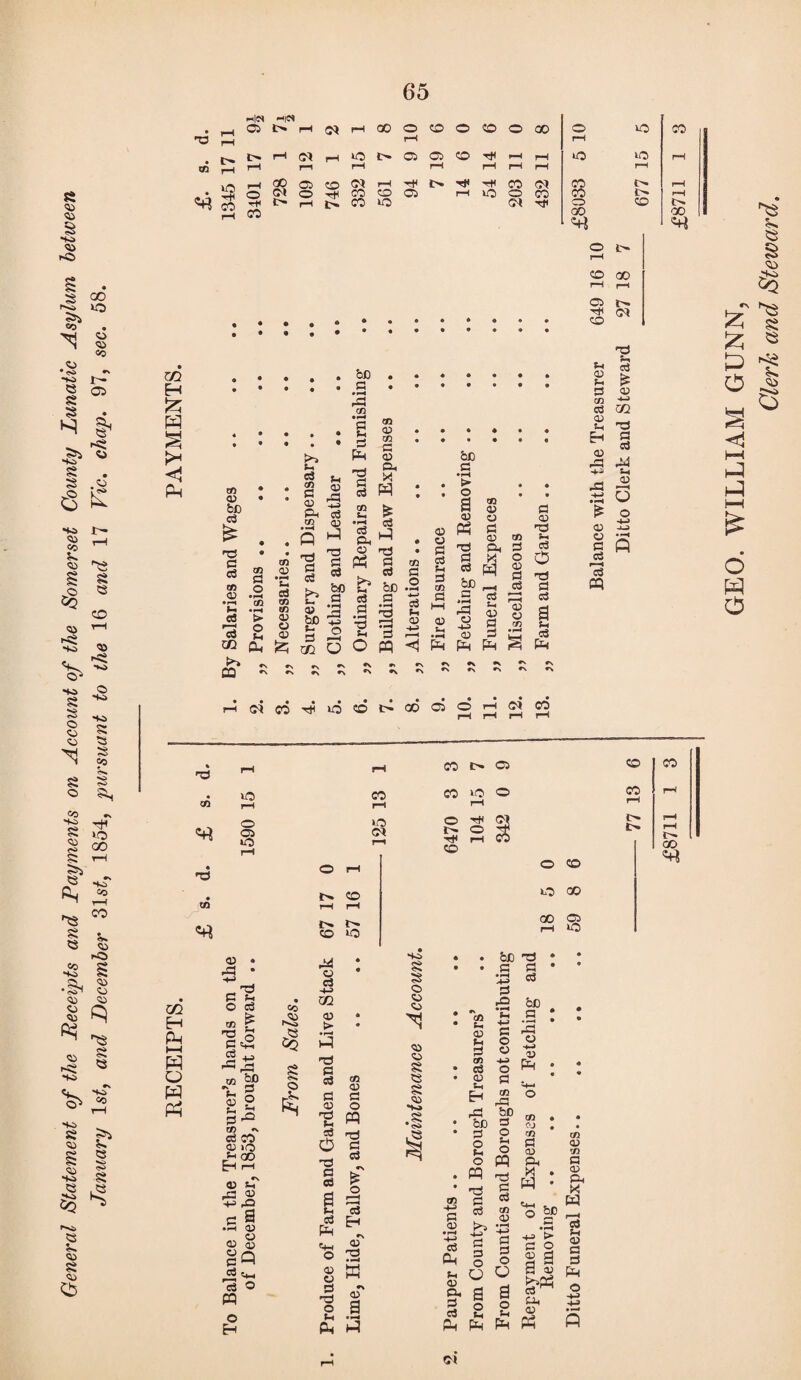 65
General Statement of the Receipts and Payments on Account of the Somerset County Lunatic Asylum between
January 1st, and December 31st, 1854, pursuant to the 16 and 17 Vic. chap. 97, sec. 58.
RECEIPTS.
£ s. d. £ s. d.
To Balance in the Treasurer's hands on the
of December, 1853, brought forward .. 1590 15 1
From Sales.
1. Produce of Farm and Garden and Live Stack 67 17 0
Lime, Hide, Tallow, and Bones .. 57 16 1
125 13 1
Maintenance Account.
2. Pauper Patients .. .. .. .. 6470 3 3
From County and Borough Treasurers' .. 104 15 7
From Counties and Boroughs not contributing 342 0 9
Repayment of Expenses of Fetching and
Removing .. .. .. .. 18 5 0
Ditto Funeral Expenses.. .. .. 59 8 6
77 13 6
£8711 1 3
PAYMENTS.
£ s. d.
1. By Salaries and Wages .. .. 1345 17 11
2. ,, Provisions .. .. .. .. 3401 17 9½
3. ,, Necessaries.. .. .. .. 728 1 7½
4. ,, Surgery and Dispensary .. .. 109 12 1
5. ,, Clothing and Leather .. .. 746 1 2
6. ,, Ordinary Repairs and Furnishing .. 332 15 1
7. ,, Building and Law Expenses .. 561 7 8
8. ,, Alterations .. .. .. .. 94 9 10
9. ,, Fire Insurance .. .. .. 7 19 6
10. ,, Fetching and Removing .. .. 14 6 0
11. ,, Funeral Expences .. .. .. 54 14 6
12. ,, Miscellaneous .. .. .. 203 11 0
13. ,, Farm and Garden .. .. .. 432 11 8
£8033 5 10
Balance with the Treasurer 649 16 10
Ditto Clerk and Steward 27 18 7
677 15 5
£8711 1 3
GEO. WILLIAM GUNN,
Clerk and Steward.